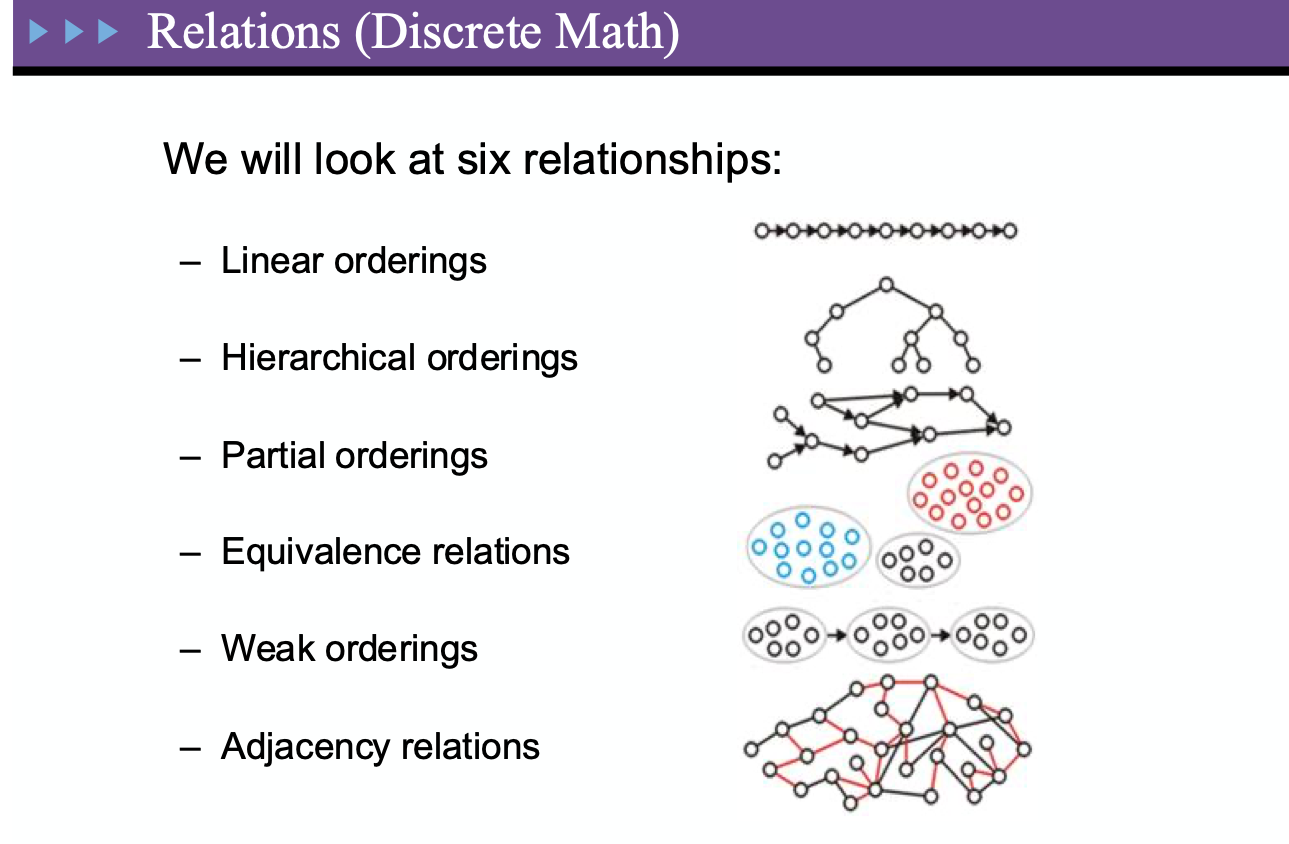 Relations (Discrete Math)
We will look at six relationships:
– Linear orderings
– Hierarchical orderings
– Partial orderings
– Equivalence relations
– Weak orderings
– Adjacency relations